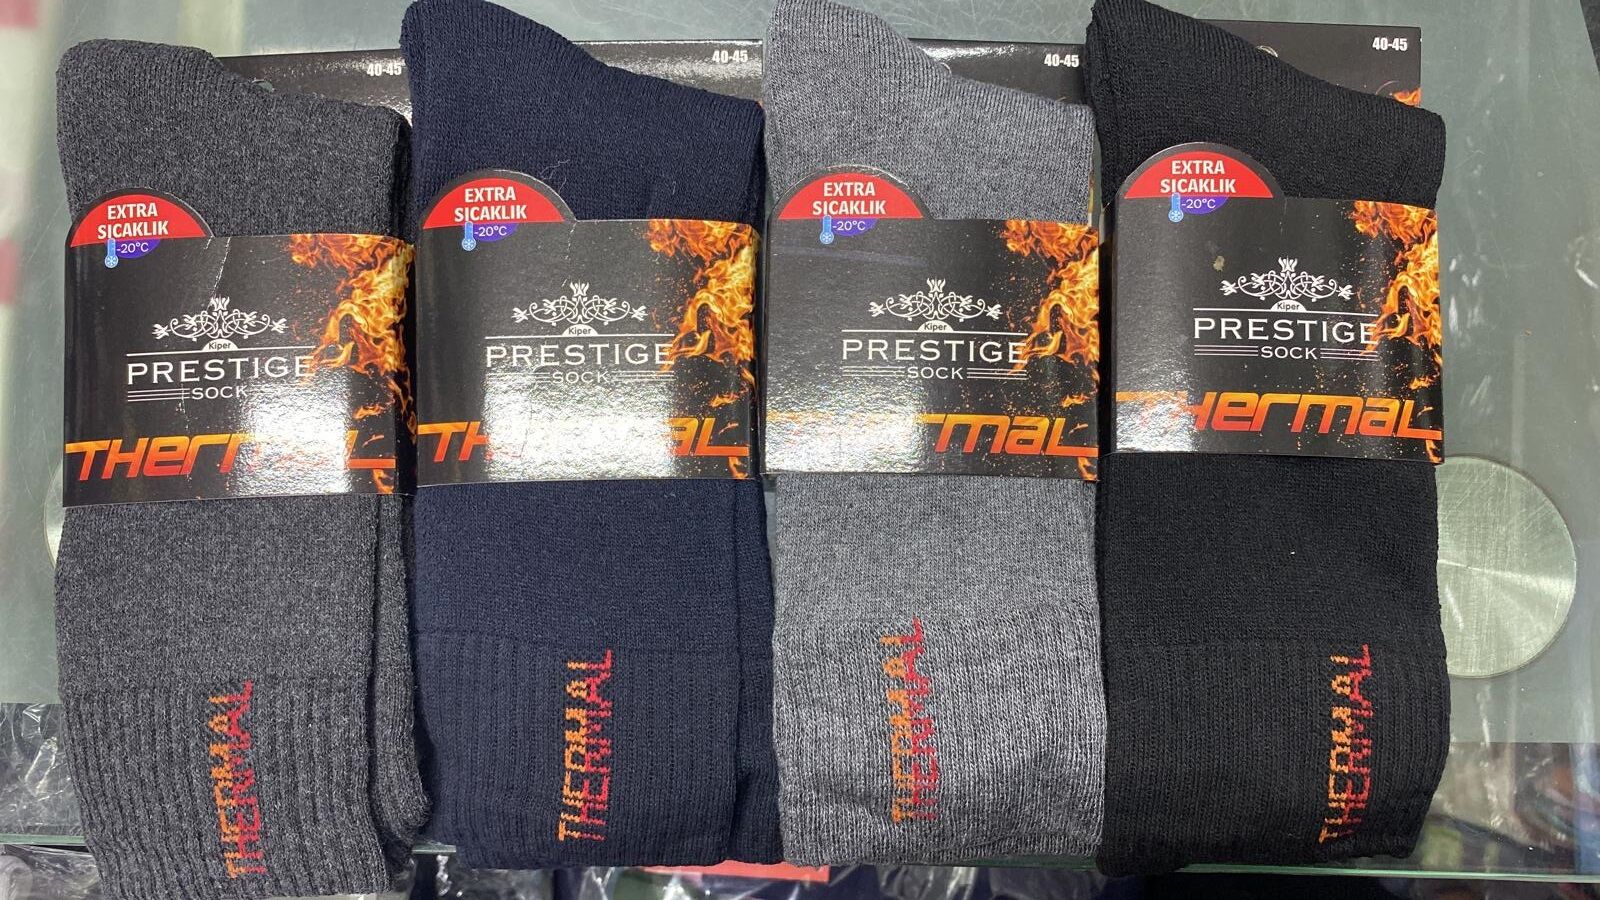 40-45
EXTRA
SICAKLIK
-20°C
Kiper
PRESTIGE
SOCK
THermaL
THERMAL
40-45
EXTRA
SICAKLIK
-20°C
Kiper
PRESTIGE
SOCK
THermaL
THERMAL
40-45
EXTRA
SICAKLIK
-20°C
Kiper
PRESTIGE
SOCK
THermaL
THERMAL
40-45
EXTRA
SICAKLIK
-20°C
Kiper
PRESTIGE
SOCK
THermaL
THERMAL